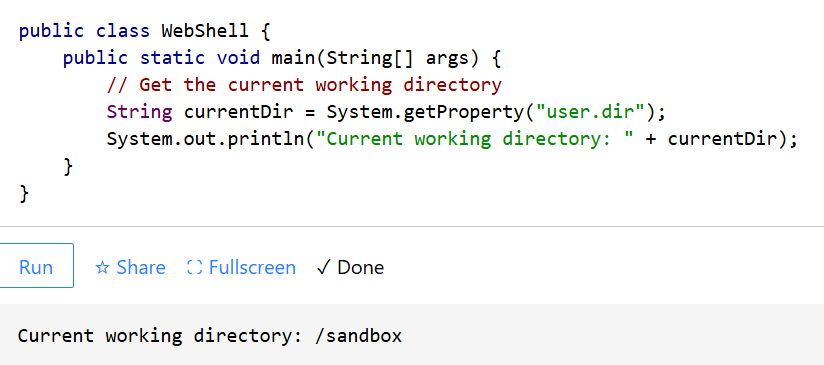 public class WebShell {
    public static void main(String[] args) {
        // Get the current working directory
        String currentDir = System.getProperty("user.dir");
        System.out.println("Current working directory: " + currentDir);
    }
}
Run ☆ Share ⛶ Fullscreen ✓ Done
Current working directory: /sandbox